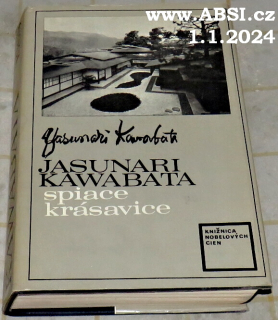 www.ABSI.cz
1.1.2024
Yasunari Kawabata
JASUNARI
KAWABATA
spiace
krásavice
KNIŽNICA
NOBELOVÝCH
CIEN